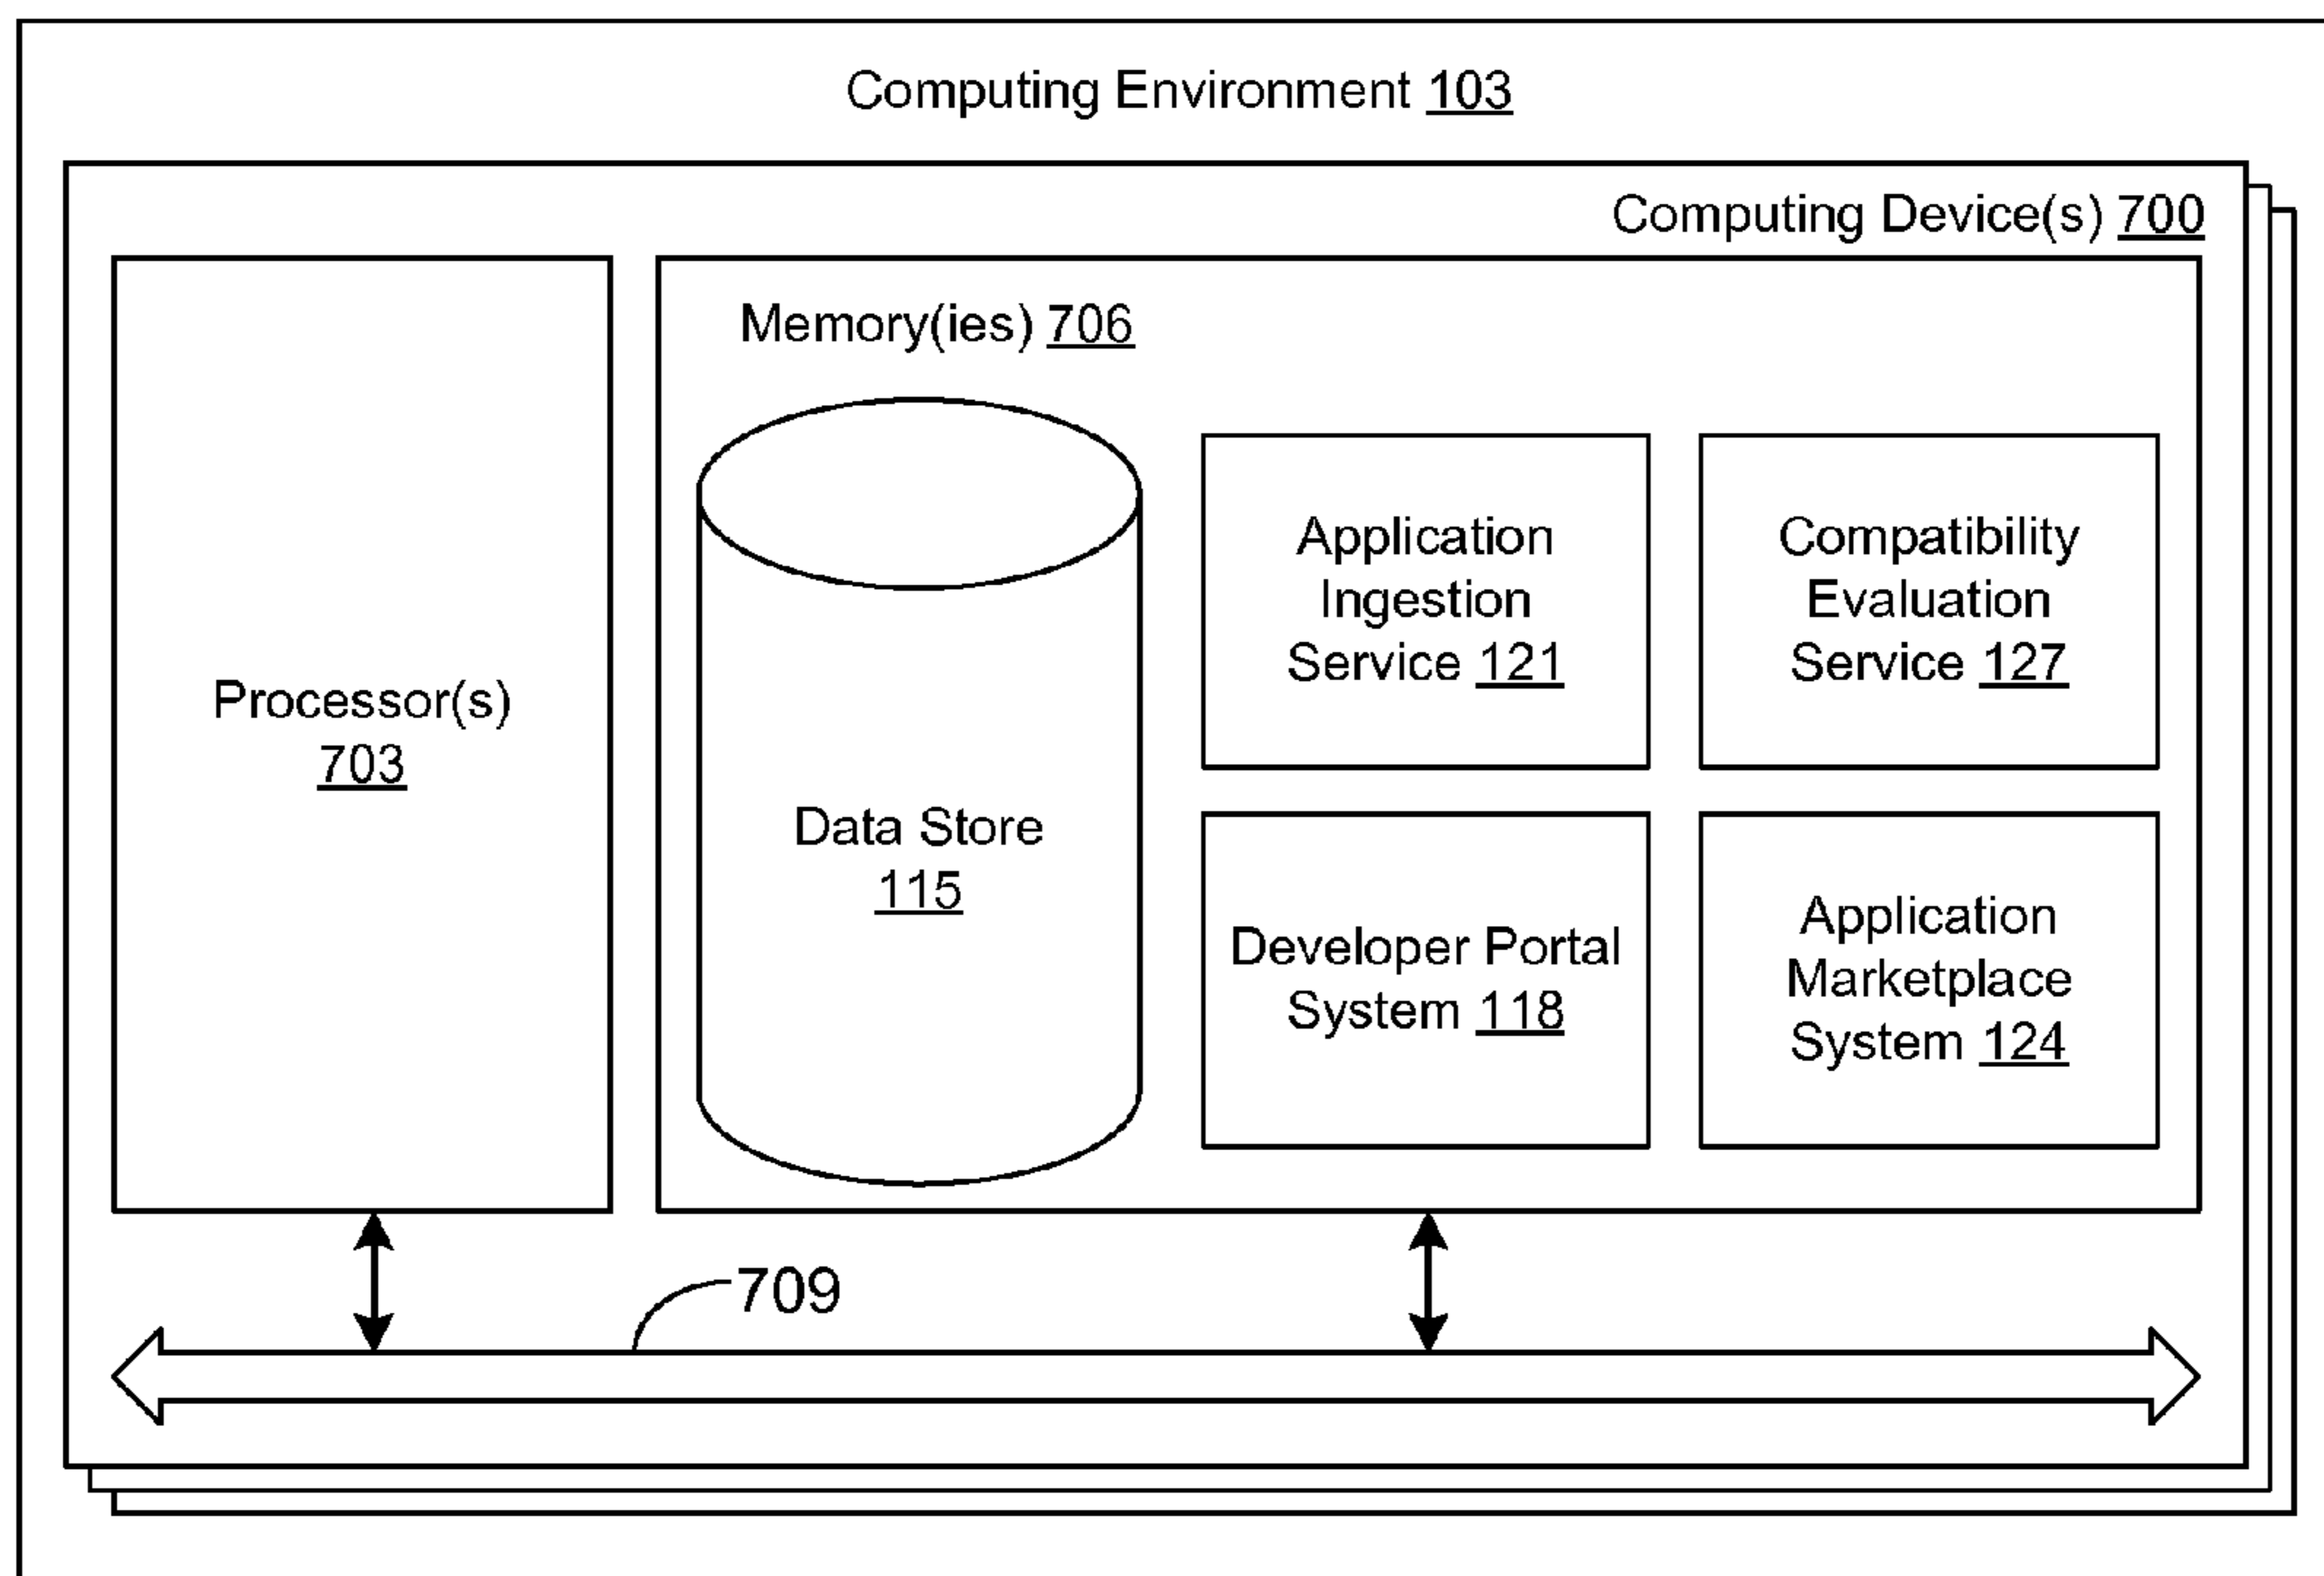 Computing Environment 103
Computing Device(s) 700
Memory(ies) 706
Processor(s)
703
Data Store
115
Application
Ingestion
Service 121
Compatibility
Evaluation
Service 127
Developer Portal
System 118
Application
Marketplace
System 124
709